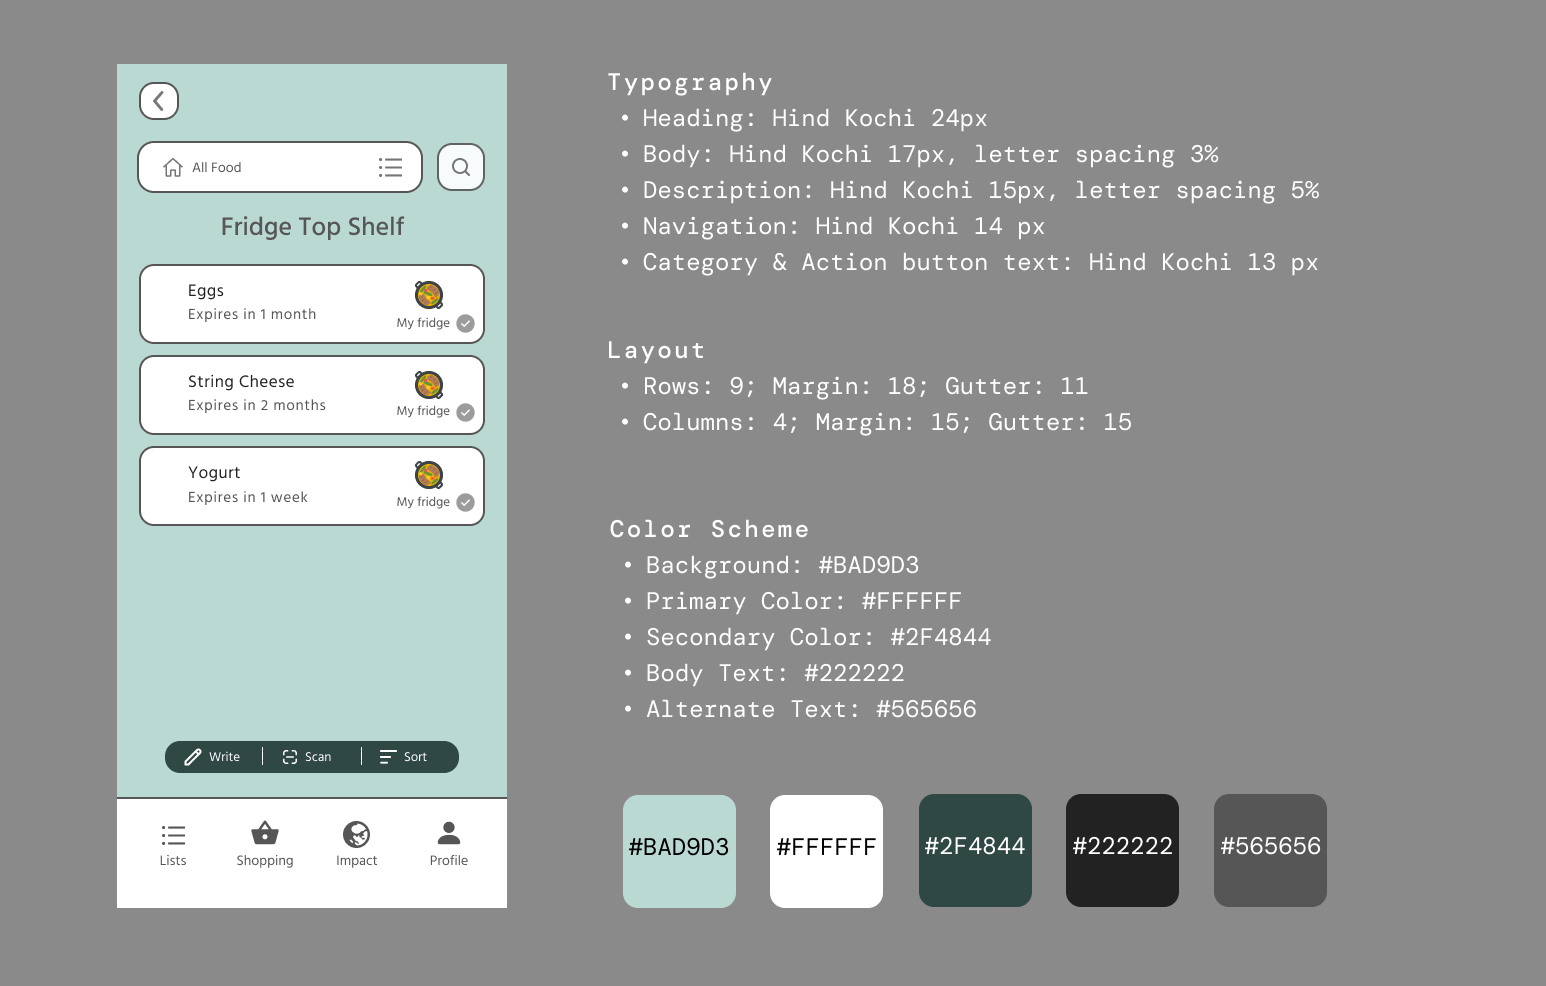 All Food
Fridge Top Shelf
Eggs
Expires in 1 month
My fridge
String Cheese
Expires in 2 months
My fridge
Yogurt
Expires in 1 week
My fridge
Write
Scan
Sort
Lists
Shopping
Impact
Profile
Typography
• Heading: Hind Kochi 24px
• Body: Hind Kochi 17px, letter spacing 3%
• Description: Hind Kochi 15px, letter spacing 5%
• Navigation: Hind Kochi 14 px
• Category & Action button text: Hind Kochi 13 px
Layout
• Rows: 9; Margin: 18; Gutter: 11
• Columns: 4; Margin: 15; Gutter: 15
Color Scheme
• Background: #BAD9D3
• Primary Color: #FFFFFF
• Secondary Color: #2F4844
• Body Text: #222222
• Alternate Text: #565656
#BAD9D3
#FFFFFF
#2F4844
#222222
#565656